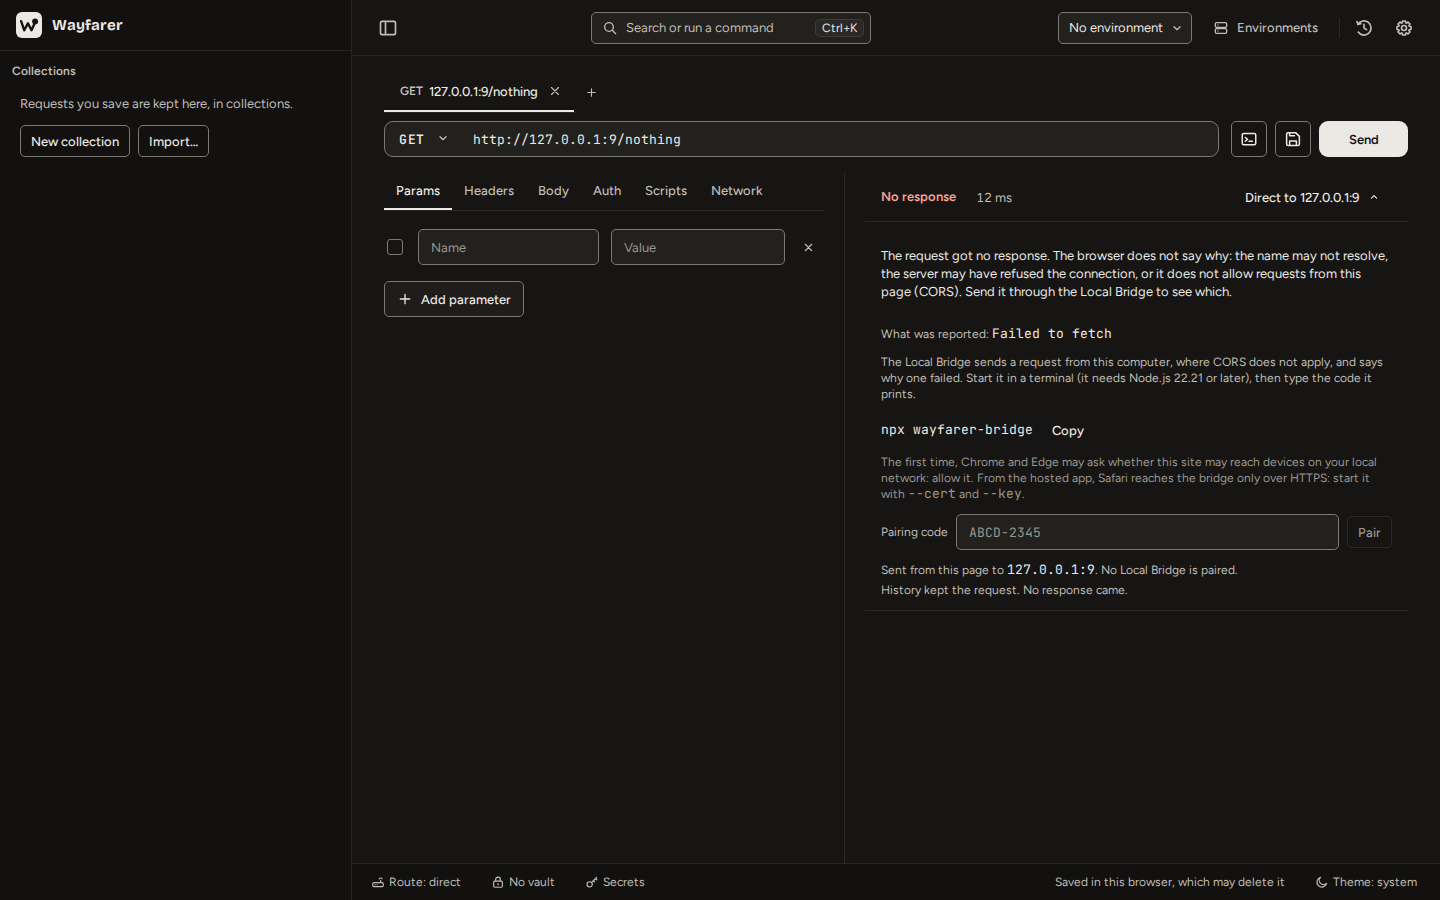 Wayfarer
Search or run a command Ctrl+K
No environment
Environments
Collections
Requests you save are kept here, in collections.
New collection
Import...
GET 127.0.0.1:9/nothing
GET http://127.0.0.1:9/nothing
Send
Params Headers Body Auth Scripts Network
Name Value
Add parameter
No response 12 ms Direct to 127.0.0.1:9
The request got no response. The browser does not say why: the name may not resolve,
the server may have refused the connection, or it does not allow requests from this
page (CORS). Send it through the Local Bridge to see which.
What was reported: Failed to fetch
The Local Bridge sends a request from this computer, where CORS does not apply, and says
why one failed. Start it in a terminal (it needs Node.js 22.21 or later), then type the code it
prints.
npx wayfarer-bridge Copy
The first time, Chrome and Edge may ask whether this site may reach devices on your local
network: allow it. From the hosted app, Safari reaches the bridge only over HTTPS: start it
with --cert and --key.
Pairing code ABCD-2345 Pair
Sent from this page to 127.0.0.1:9. No Local Bridge is paired.
History kept the request. No response came.
Route: direct No vault Secrets Saved in this browser, which may delete it Theme: system